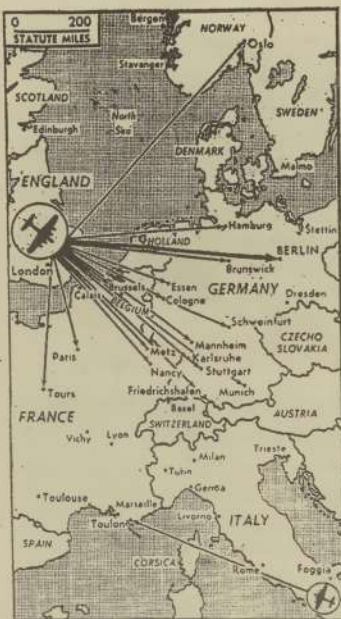 0 200
STATUTE MILES
Bergen
NORWAY
Oslo
Stavanger
SCOTLAND
SWEDEN
North
Sea
Edinburgh
DENMARK
Malmo
ENGLAND
Hamburg
Stettin
HOLLAND
BERLIN
London
Brunswick
Brussels
Essen
GERMANY
Calais
Cologne
Dresden
BELGIUM
Schweinfurt
CZECHO
SLOVAKIA
Paris
Metz
Mannheim
Karlsruhe
Nancy
Stuttgart
Tours
Friedrichshafen
Munich
FRANCE
Basel
AUSTRIA
SWITZERLAND
Vichy
Lyon
Milan
Trieste
Turin
Genoa
Toulouse
Marseille
Livorno
Toulon
ITALY
SPAIN
CORSICA
Rome
Foggia